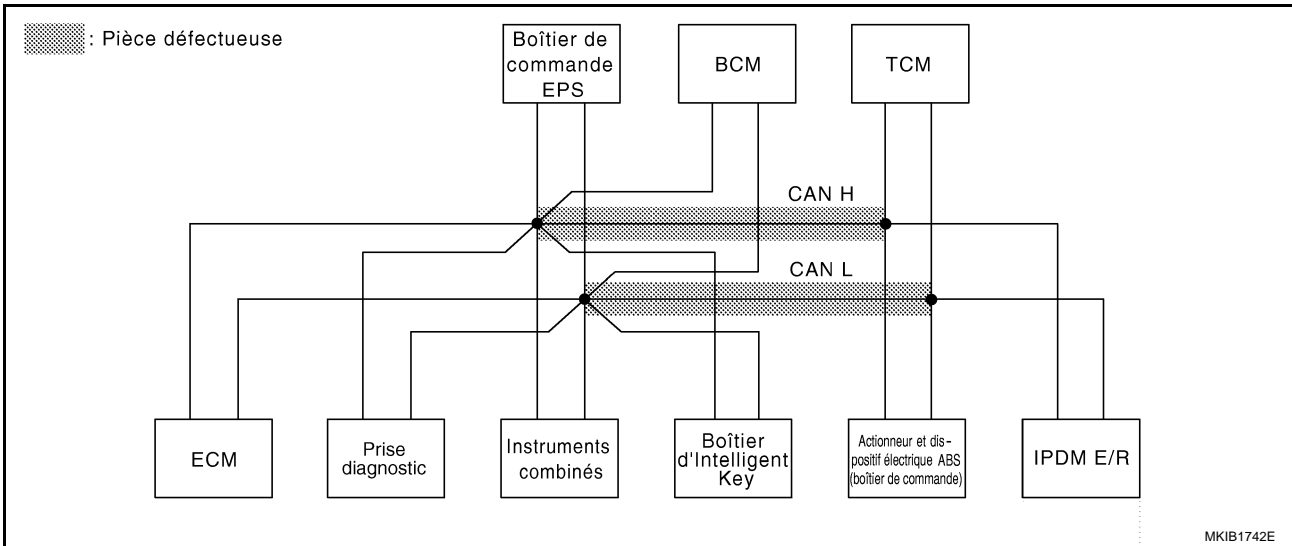 : Pièce défectueuse
Boîtier de
commande
EPS
BCM
TCM
CAN H
CAN L
ECM
Prise
diagnostic
Instruments
combinés
Boîtier
d'Intelligent
Key
Actionneur et dis-
positif électrique ABS
(boîtier de commande)
IPDM E/R
MKIB1742E